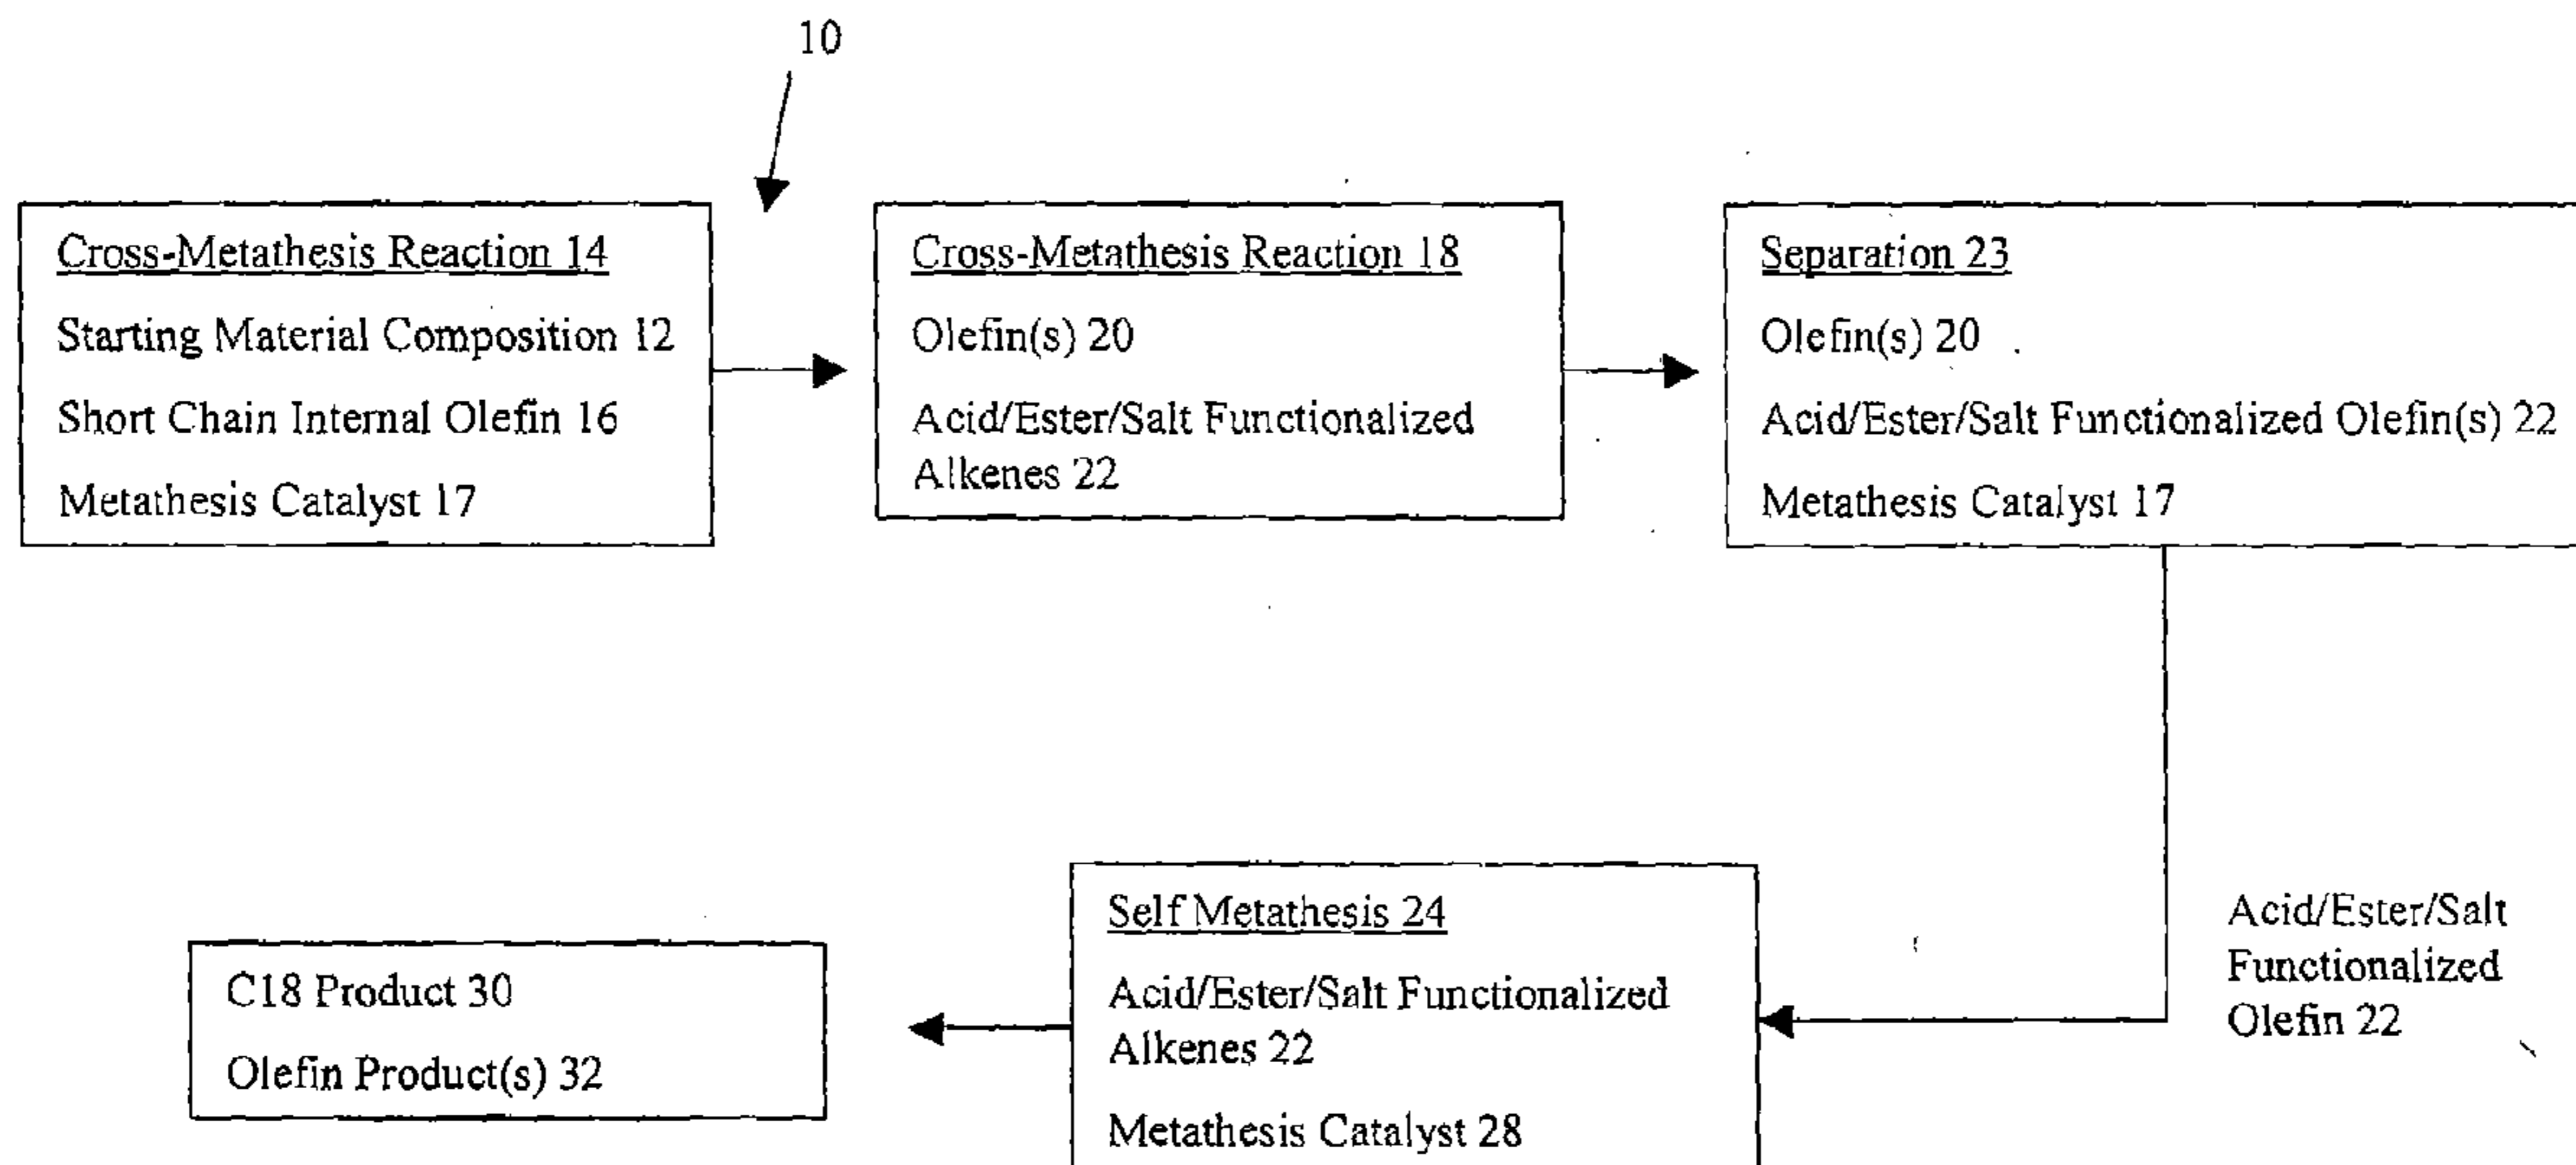 10
Cross-Metathesis Reaction 14
Starting Material Composition 12
Short Chain Internal Olefin 16
Metathesis Catalyst 17
Cross-Metathesis Reaction 18
Olefin(s) 20
Acid/Ester/Salt Functionalized
Alkenes 22
Separation 23
Olefin(s) 20
Acid/Ester/Salt Functionalized Olefin(s) 22
Metathesis Catalyst 17
Acid/Ester/Salt
Functionalized
Olefin 22
Self Metathesis 24
Acid/Ester/Salt Functionalized
Alkenes 22
Metathesis Catalyst 28
C18 Product 30
Olefin Product(s) 32